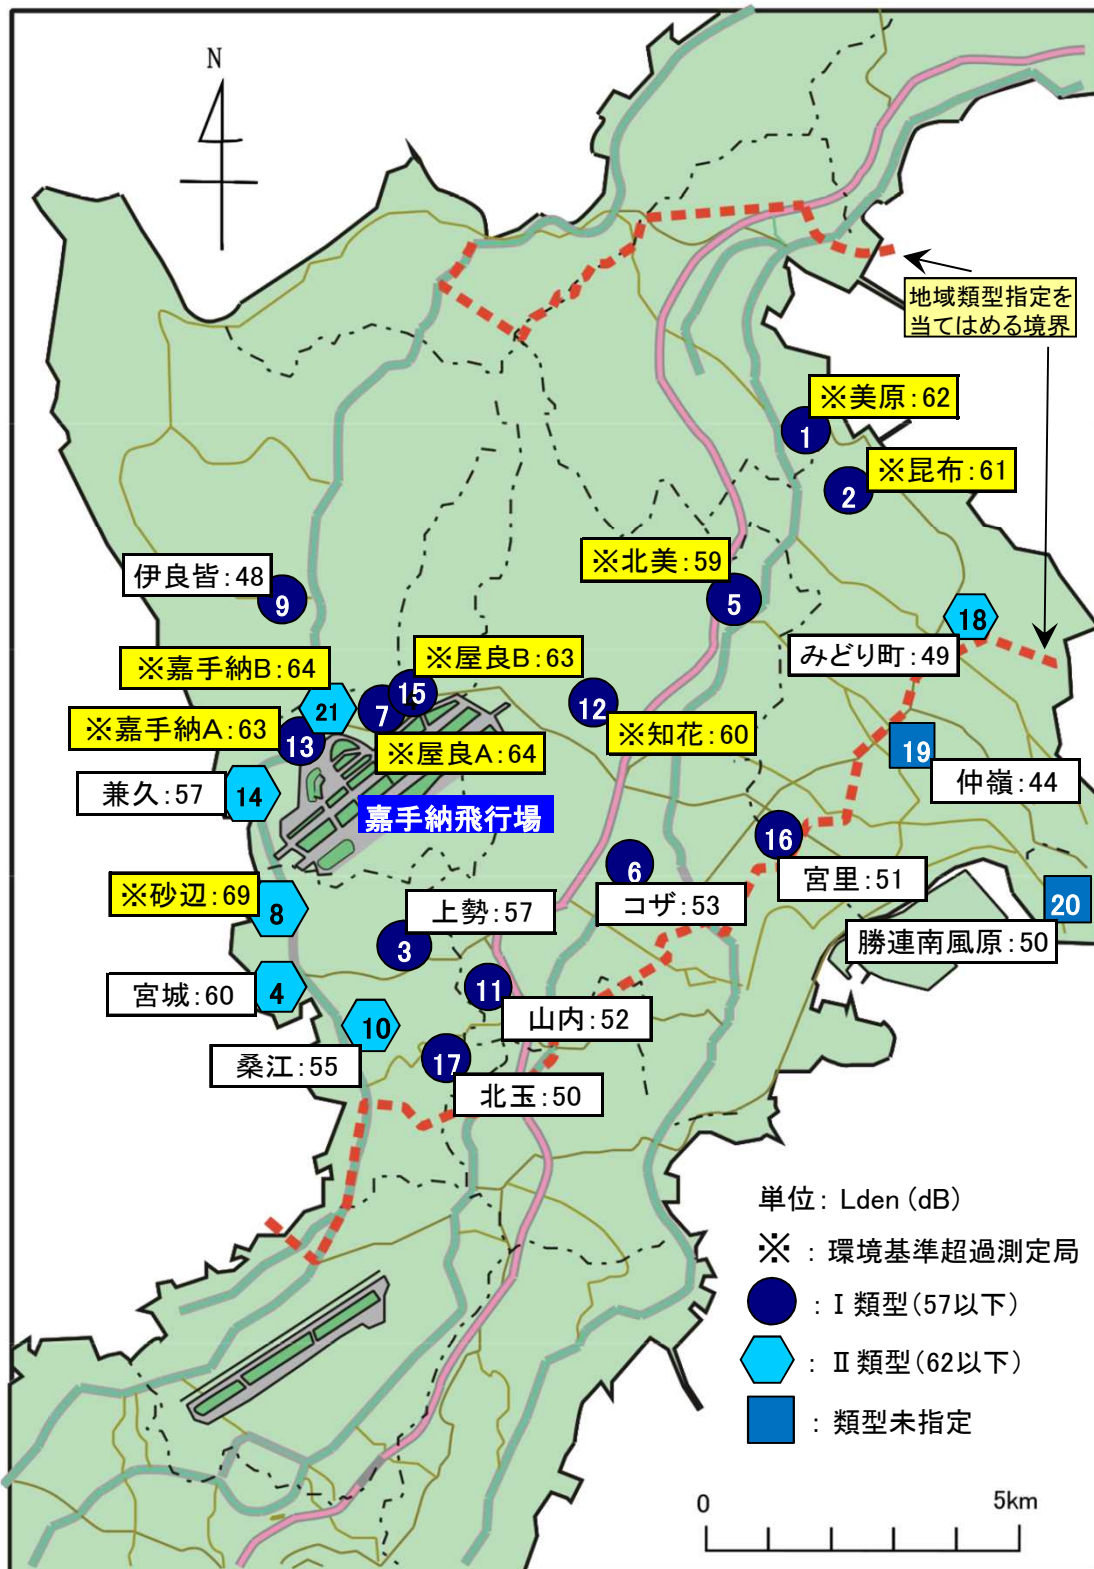 N
地域類型指定を
当てはめる境界
※美原:62
1
※昆布:61
2
※北美:59
5
伊良皆:48
9
18
みどり町:49
※屋良B:63
※嘉手納B:64
15
21
7
12
※嘉手納A:63
13
※知花:60
※屋良A:64
19
仲嶺:44
兼久:57
14
嘉手納飛行場
16
宮里:51
6
コザ:53
※砂辺:69
8
上勢:57
3
20
勝連南風原:50
宮城:60
4
11
山内:52
10
桑江:55
17
北玉:50
単位: Lden (dB)
※ : 環境基準超過測定局
: Ⅰ類型(57以下)
: Ⅱ類型(62以下)
: 類型未指定
0 5km